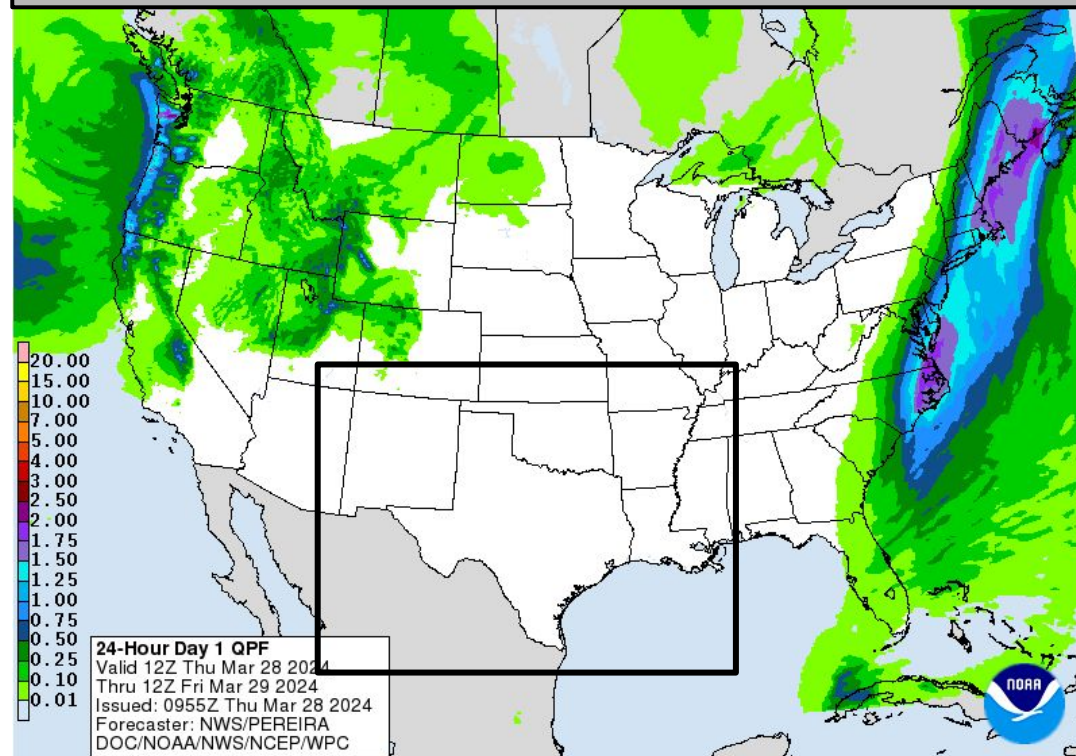 20.00
15.00
10.00
7.00
5.00
4.00
3.00
2.50
2.00
1.75
1.50
1.25
1.00
0.75
0.50
0.25
0.10
0.01
24-Hour Day 1 QPF
Valid 12Z Thu Mar 28 2024
Thru 12Z Fri Mar 29 2024
Issued: 0955Z Thu Mar 28 2024
Forecaster: NWS/PEREIRA
DOC/NOAA/NWS/NCEP/WPC
NOAA